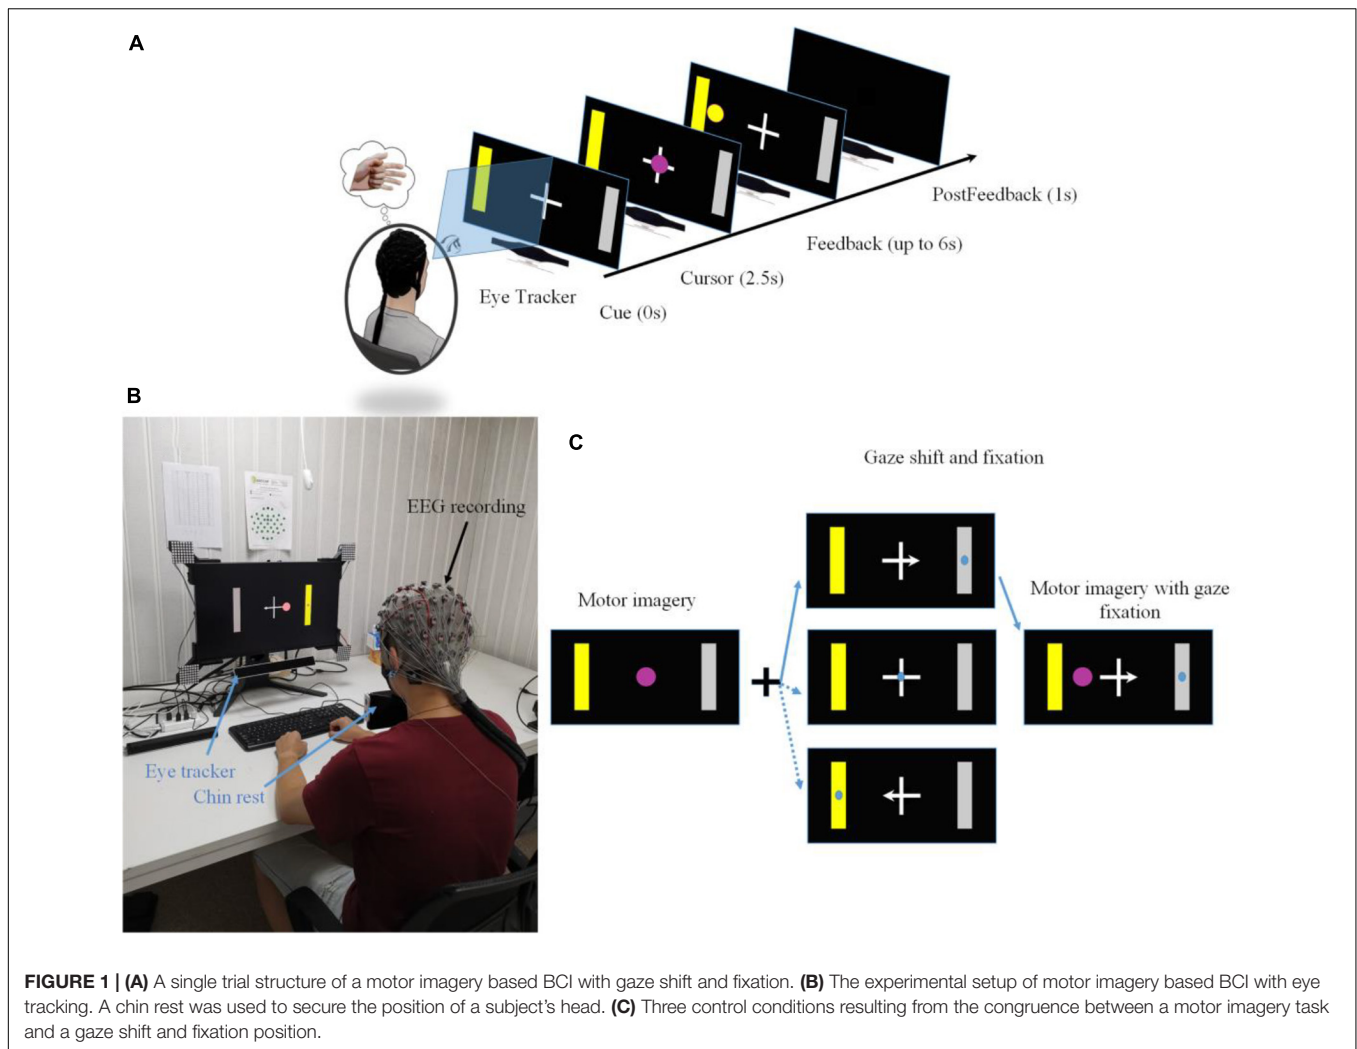 A
PostFeedback (1s)
Feedback (up to 6s)
Cursor (2.5s)
Eye Tracker
Cue (0s)
B
EEG recording
Eye tracker
Chin rest
C
Gaze shift and fixation
Motor imagery
Motor imagery with gaze
fixation
FIGURE 1 | (A) A single trial structure of a motor imagery based BCI with gaze shift and fixation. (B) The experimental setup of motor imagery based BCI with eye
tracking. A chin rest was used to secure the position of a subject's head. (C) Three control conditions resulting from the congruence between a motor imagery task
and a gaze shift and fixation position.